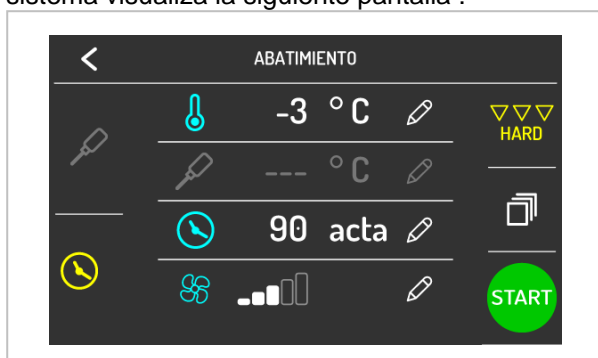 sistema visualiza la siguiente pantalla :
ABATIMIENTO
-3 °C
HARD
--- °C
90 acta
START